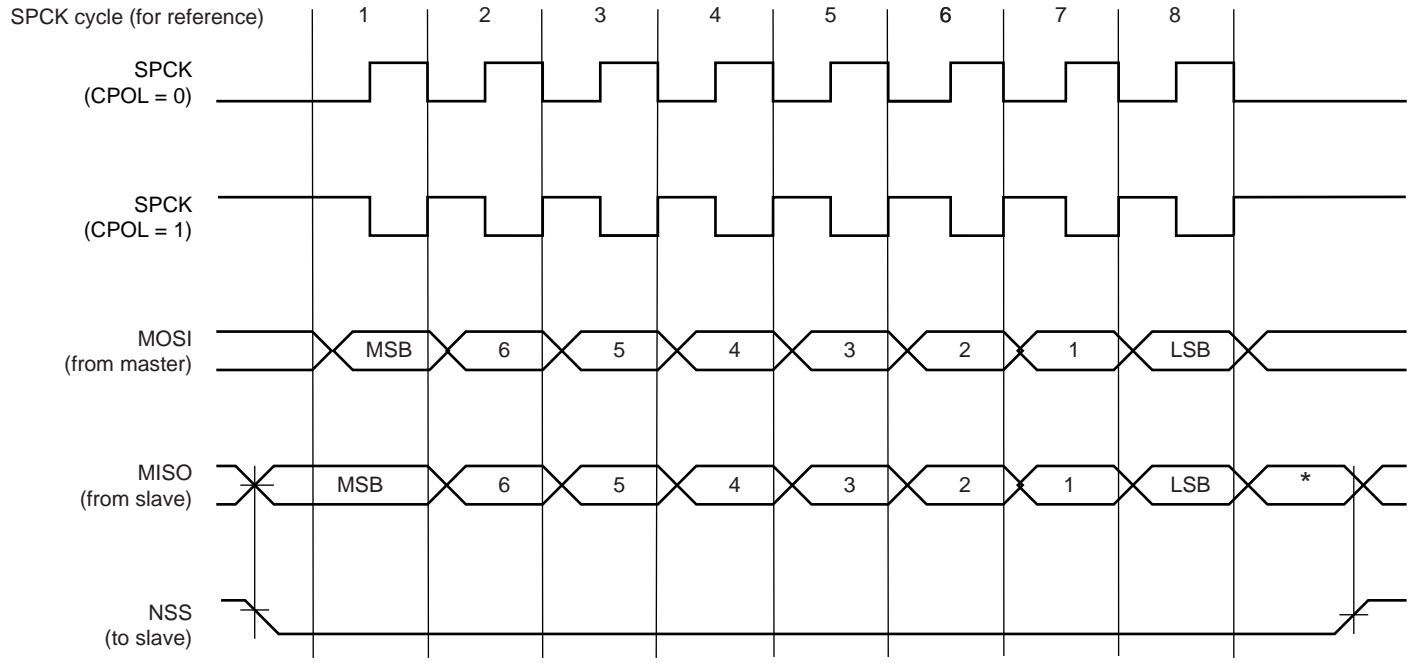 SPCK cycle (for reference) 1 2 3 4 5 6 7 8
SPCK
(CPOL = 0)
SPCK
(CPOL = 1)
MOSI
(from master)
MSB 6 5 4 3 2 1 LSB
MISO
(from slave)
MSB 6 5 4 3 2 1 LSB *
NSS
(to slave)